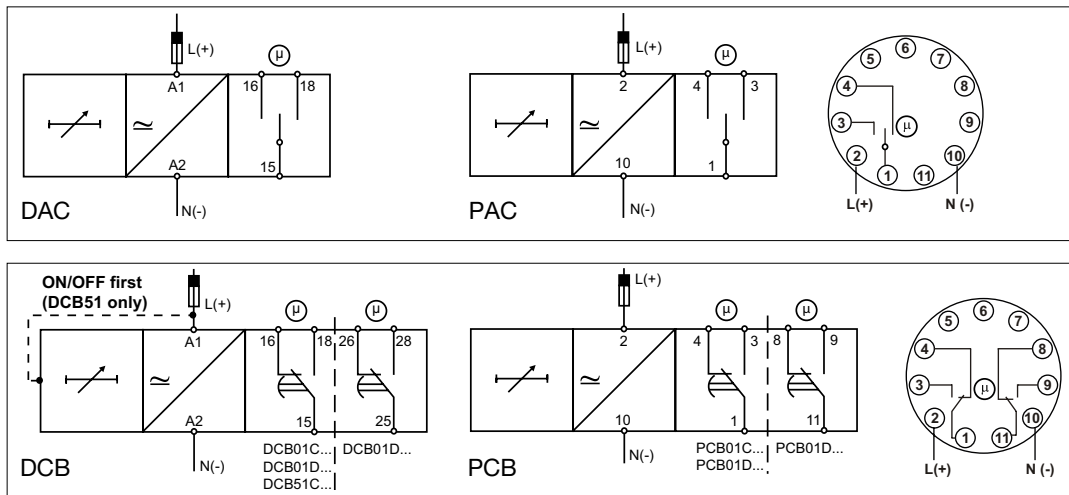 L(+)
A1
16
18
µ
≃
A2
15
N(-)
DAC
L(+)
2
4
3
µ
≃
10
1
N(-)
PAC
6
5
7
4
8
3
µ
9
2
10
1
11
L(+)
N (-)
ON/OFF first
(DCB51 only)
L(+)
µ
µ
A1
16
18
26
28
≃
A2
15
25
N(-)
DCB01C...
DCB01D...
DCB01D...
DCB51C...
DCB
L(+)
µ
µ
2
4
3
8
9
≃
10
1
11
N(-)
PCB01C...
PCB01D...
PCB01D...
PCB
6
5
7
4
8
3
µ
9
2
10
1
11
L(+)
N (-)